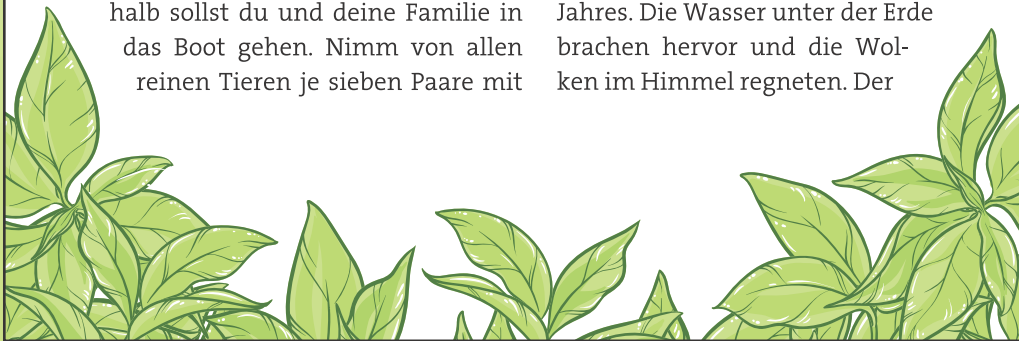 halb sollst du und deine Familie in
das Boot gehen. Nimm von allen
reinen Tieren je sieben Paare mit
Jahres. Die Wasser unter der Erde
brachen hervor und die Wol-
ken im Himmel regneten. Der